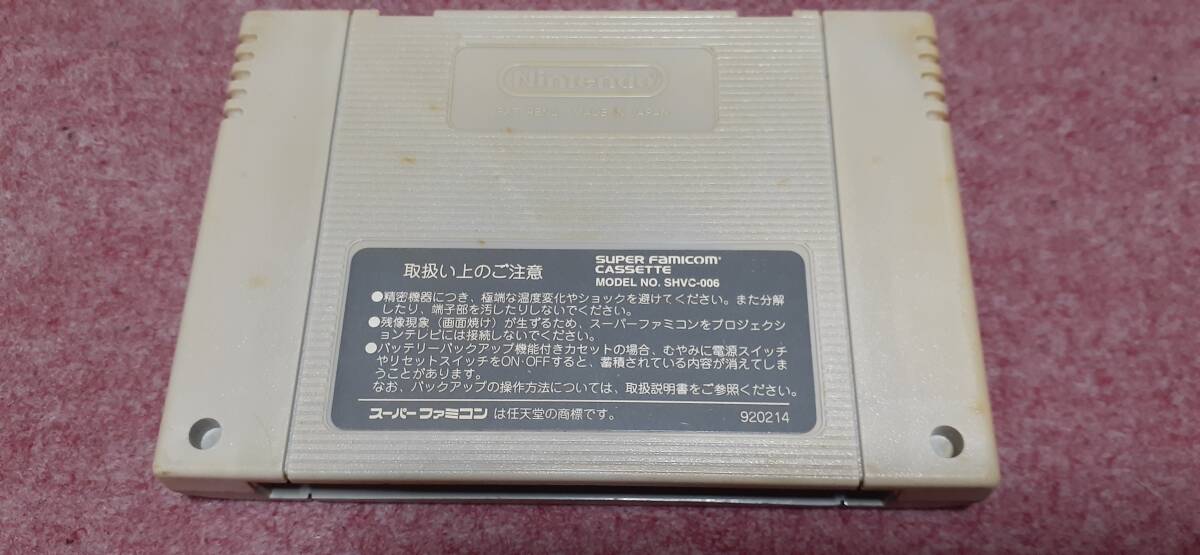 Nintendo
MADE IN JAPAN
取扱い上のご注意
SUPER FAMICOM
CASSETTE
MODEL NO. SHVC-006
●精密機器につき、極端な温度変化やショックを避けてください。また分解
したり、端子部を汚したりしないでください。
●残像現象（画面焼け）が生ずるため、スーパーファミコンをプロジェクシ
ョンテレビには接続しないでください。
●バッテリーバックアップ機能付きカセットの場合、むやみに電源スイッチ
やリセットスイッチをON・OFFすると、蓄積されている内容が消えてしま
うことがあります。
なお、バックアップの操作方法については、取扱説明書をご参照ください。
スーパーファミコン は任天堂の商標です。
920214